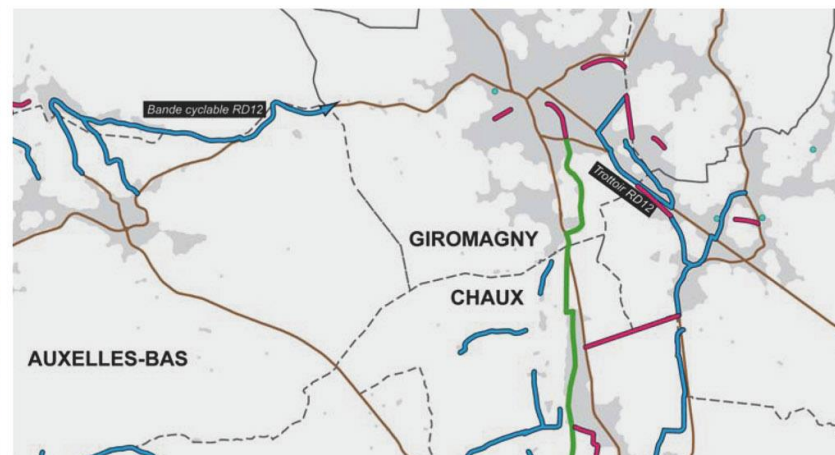 Bande cyclable RD12
Trottoir RD12
GIROMAGNY
CHAUX
AUXELLES-BAS